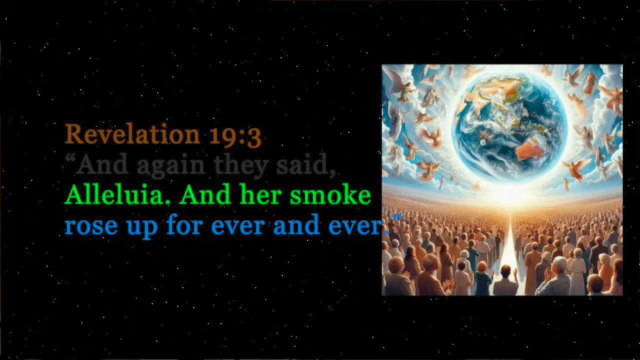 Revelation 19:3
“And again they said,
Alleluia. And her smoke
rose up for ever and ever.”